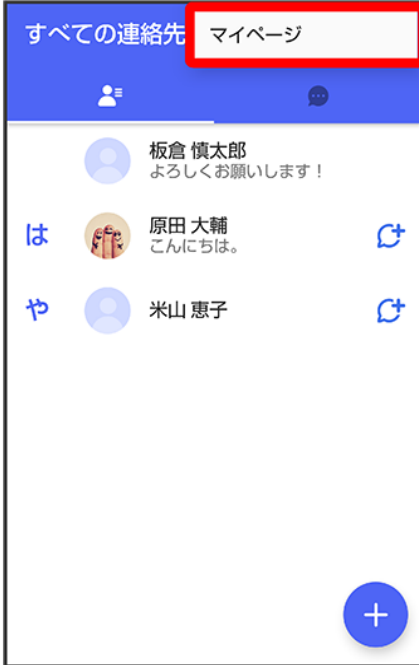 すべての連絡先
マイページ
板倉 慎太郎
よろしくお願いします！
は
原田 大輔
こんにちは。
や
米山 恵子